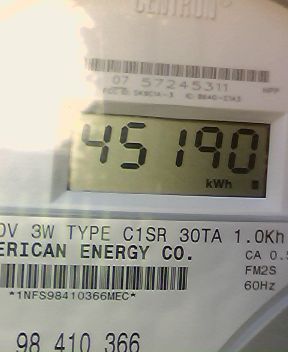 CENTRON
07 57245311
45190
kWh
0V 3W TYPE C1SR 30TA 1.0Kh
ERICAN ENERGY CO. CA 0.5
FM2S
*1NFS98410366MEC* 60Hz
98 410 366